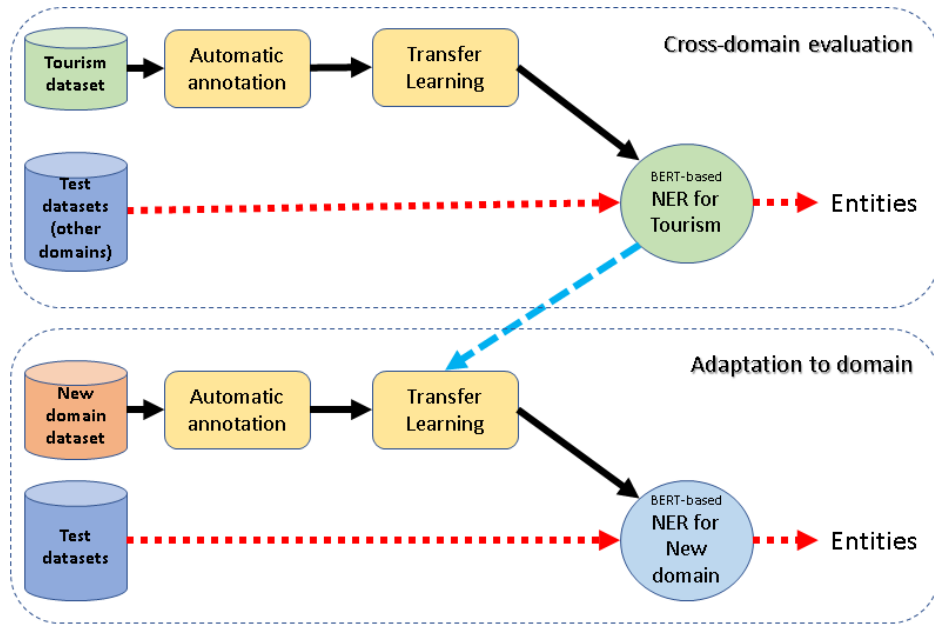 Cross-domain evaluation
Tourism
dataset
Automatic
annotation
Transfer
Learning
Test
datasets
(other
domains)
BERT-based
NER for
Tourism
Entities
Adaptation to domain
New
domain
dataset
Automatic
annotation
Transfer
Learning
Test
datasets
BERT-based
NER for
New
domain
Entities